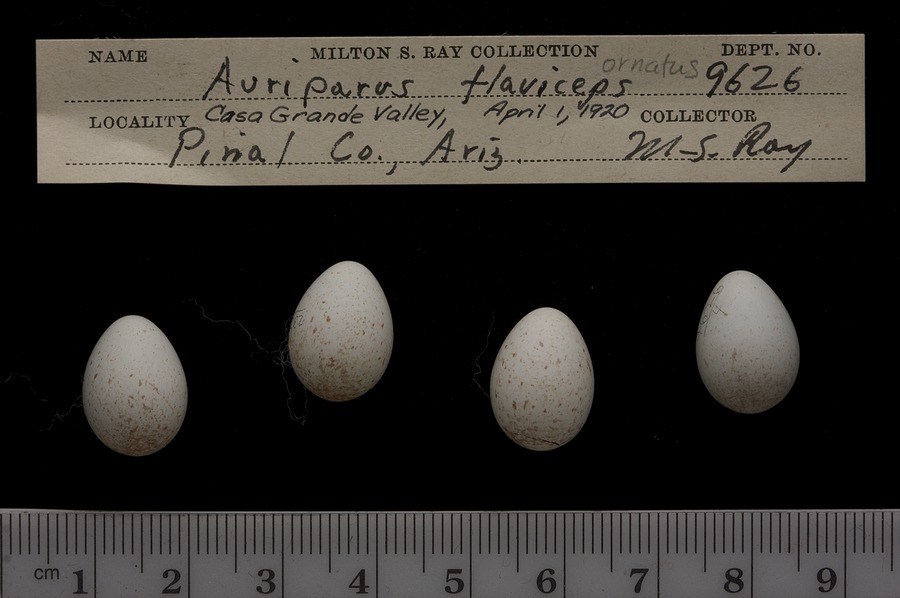 NAME MILTON S. RAY COLLECTION DEPT. NO.
Auriparus flaviceps ornatus 9626
LOCALITY Casa Grande Valley, April 1, 1920 COLLECTOR
Pinal Co., Ariz. M-S. Ray
cm 1 2 3 4 5 6 7 8 9